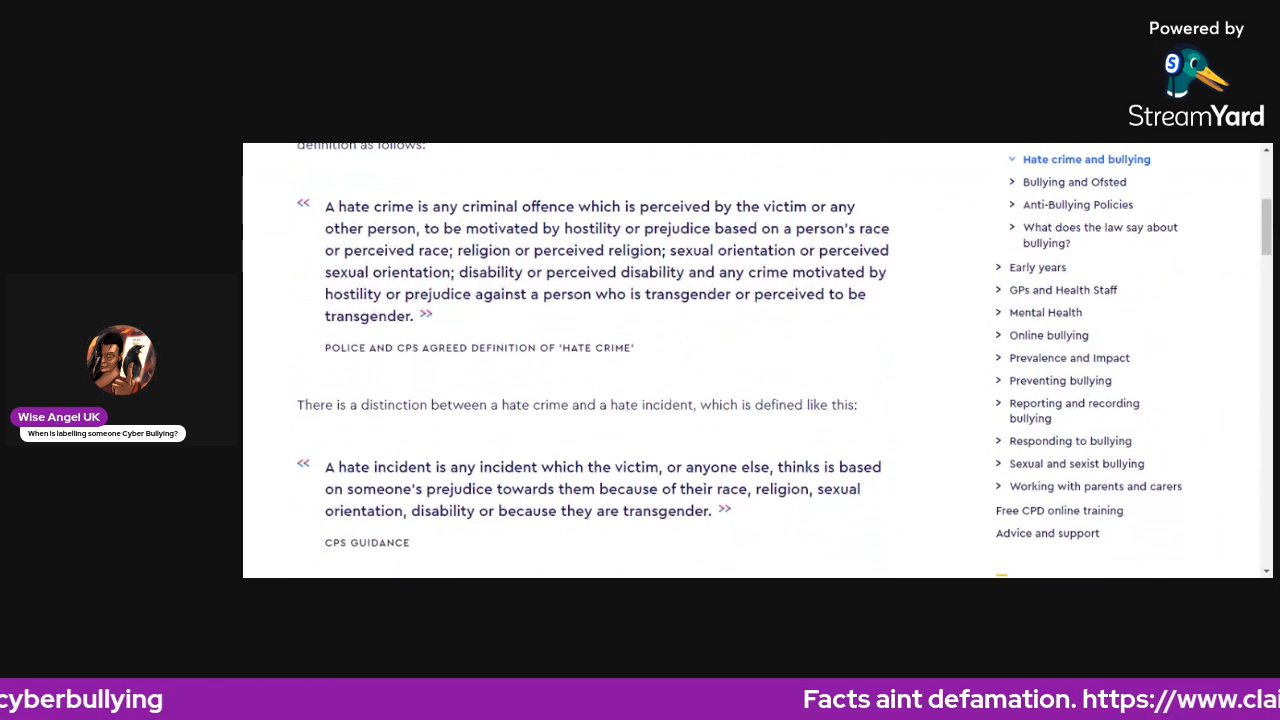 Powered by
StreamYard
definition as follows:
« A hate crime is any criminal offence which is perceived by the victim or any
other person, to be motivated by hostility or prejudice based on a person's race
or perceived race; religion or perceived religion; sexual orientation or perceived
sexual orientation; disability or perceived disability and any crime motivated by
hostility or prejudice against a person who is transgender or perceived to be
transgender. »
POLICE AND CPS AGREED DEFINITION OF 'HATE CRIME'
There is a distinction between a hate crime and a hate incident, which is defined like this:
« A hate incident is any incident which the victim, or anyone else, thinks is based
on someone's prejudice towards them because of their race, religion, sexual
orientation, disability or because they are transgender. »
CPS GUIDANCE
Hate crime and bullying
Bullying and Ofsted
Anti-Bullying Policies
What does the law say about
bullying?
Early years
GPs and Health Staff
Mental Health
Online bullying
Prevalence and Impact
Preventing bullying
Reporting and recording
bullying
Responding to bullying
Sexual and sexist bullying
Working with parents and carers
Free CPD online training
Advice and support
Wise Angel UK
When is labelling someone Cyber Bullying?
cyberbullying
Facts aint defamation. https://www.clai